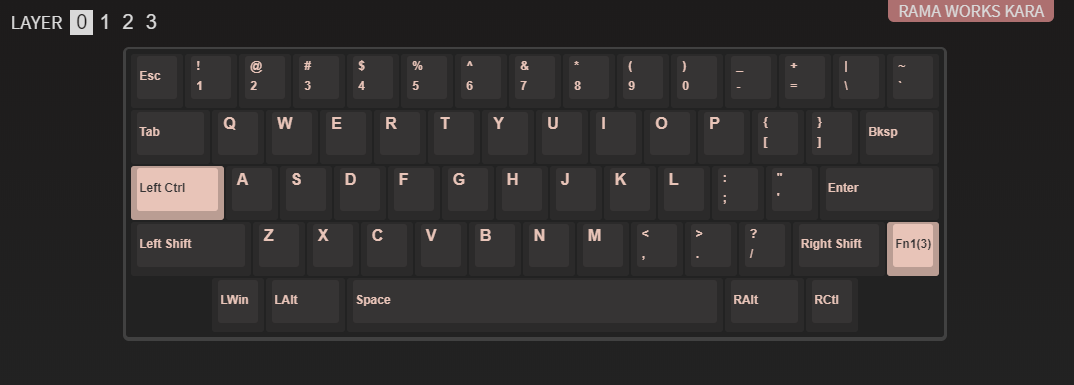 LAYER 0 1 2 3
RAMA WORKS KARA
! @ # $ % ^ & * ( ) _ + | ~
Esc 1 2 3 4 5 6 7 8 9 0 - = \ `
Q W E R T Y U I O P { }
Tab [ ] Bksp
A S D F G H J K L : "
Left Ctrl ; ' Enter
Z X C V B N M < > ?
Left Shift , . / Right Shift Fn1(3)
LWin LAlt Space RAlt RCtl